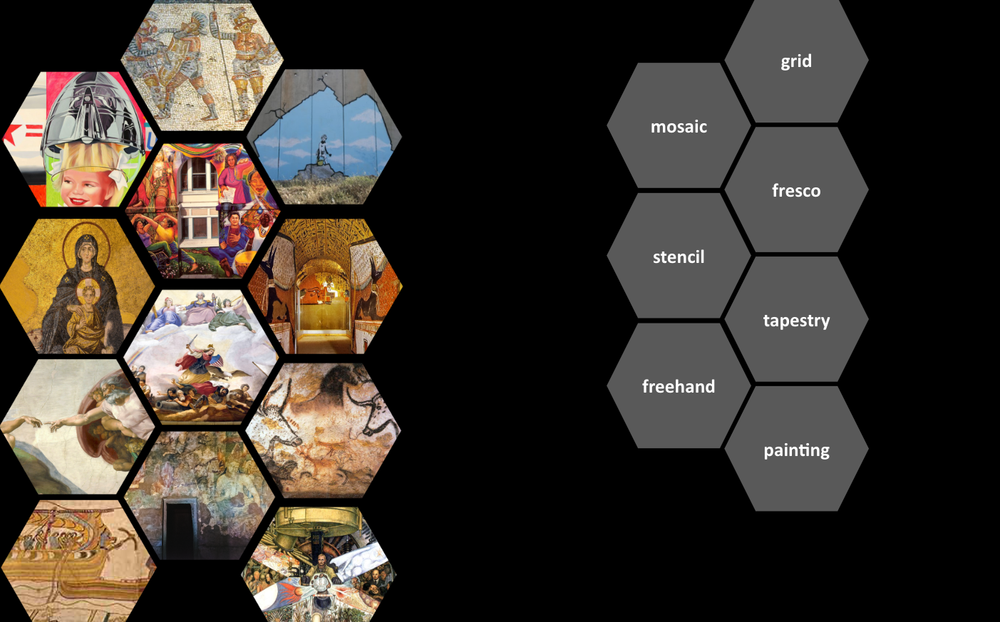 grid
mosaic
fresco
stencil
tapestry
freehand
painting